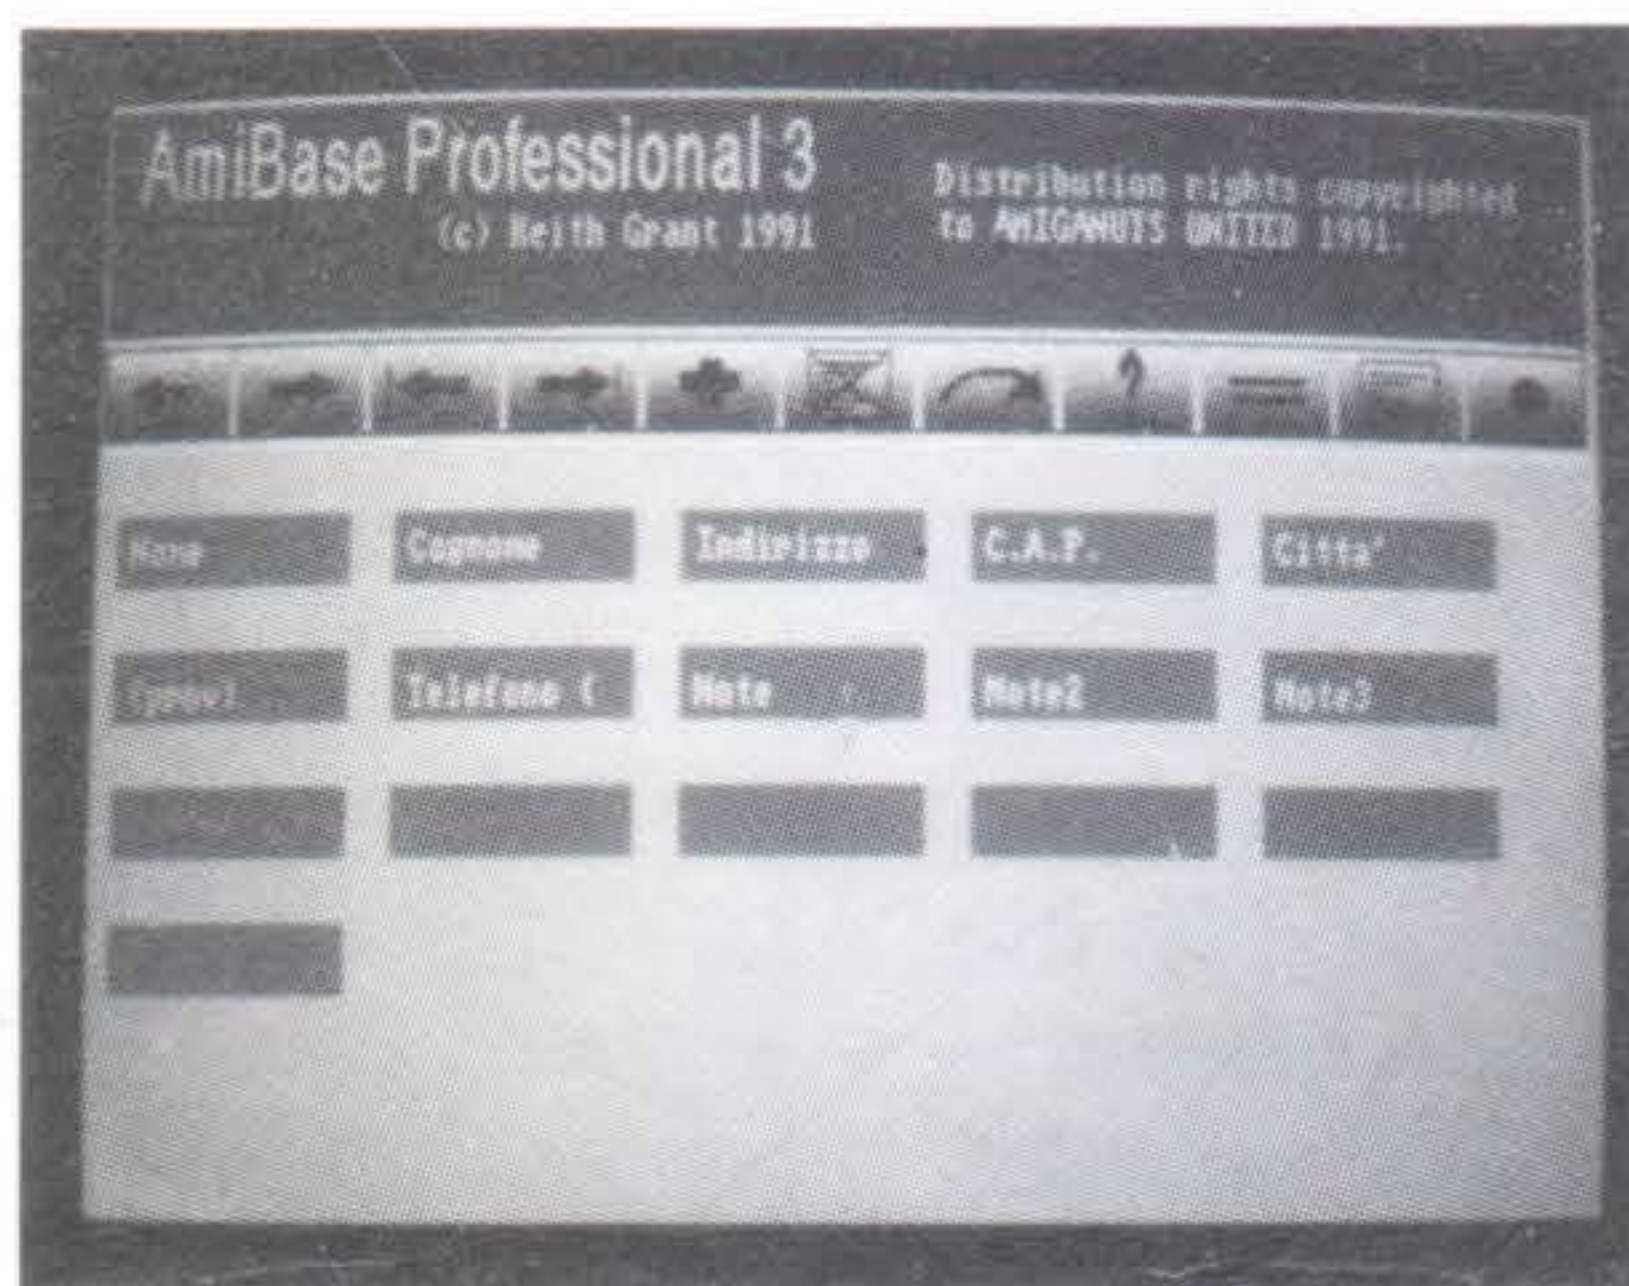 AmiBase Professional 3
(c) Keith Grant 1991
Distribution rights copyrighted
to AMIGANUTS UNITED 1991.
?
Nome Cognome Indirizzo C.A.P. Citta'
Telefono ( Note Note2 Note3